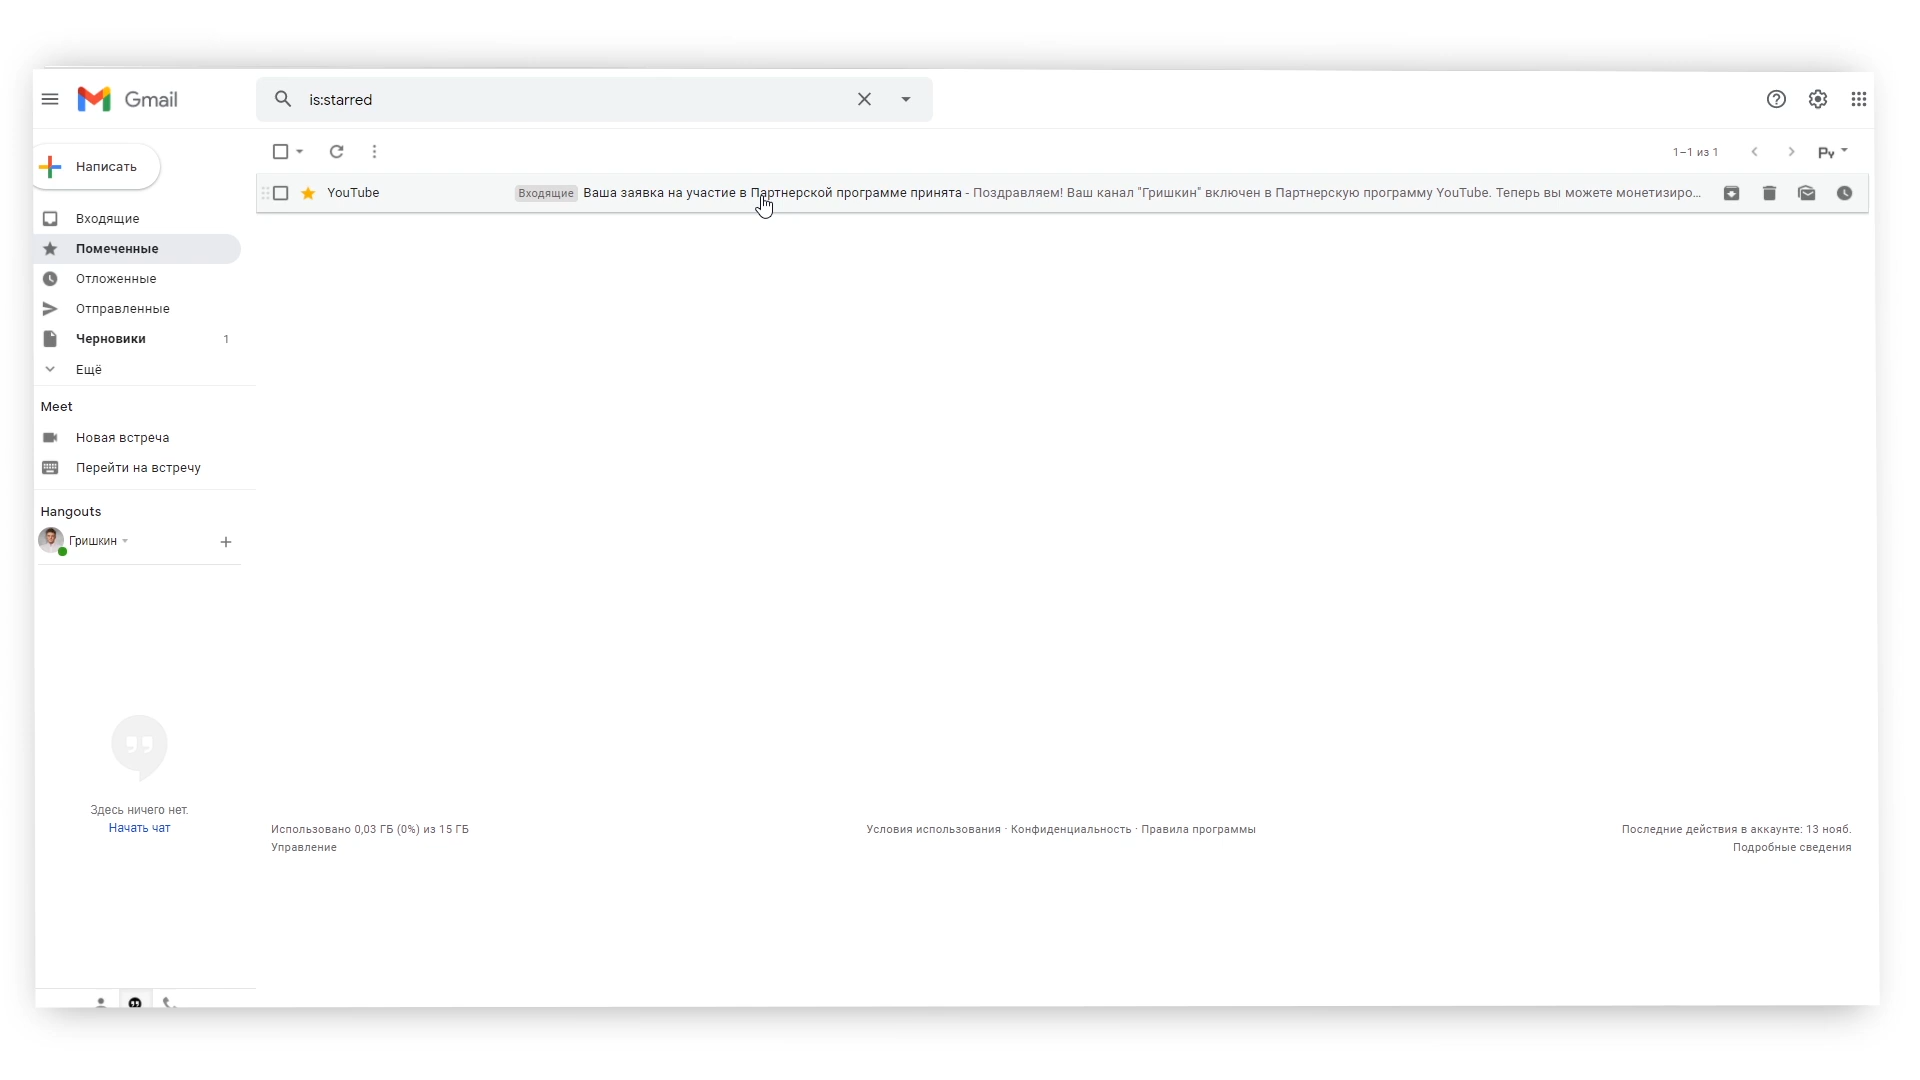 Gmail
is:starred
Написать
1–1 из 1
Ру
YouTube
Входящие
Ваша заявка на участие в Партнерской программе принята - Поздравляем! Ваш канал "Гришкин" включен в Партнерскую программу YouTube. Теперь вы можете монетизиро...
Входящие
Помеченные
Отложенные
Отправленные
Черновики 1
Ещё
Meet
Новая встреча
Перейти на встречу
Hangouts
Гришкин
Здесь ничего нет.
Начать чат
Использовано 0,03 ГБ (0%) из 15 ГБ
Управление
Условия использования · Конфиденциальность · Правила программы
Последние действия в аккаунте: 13 нояб.
Подробные сведения